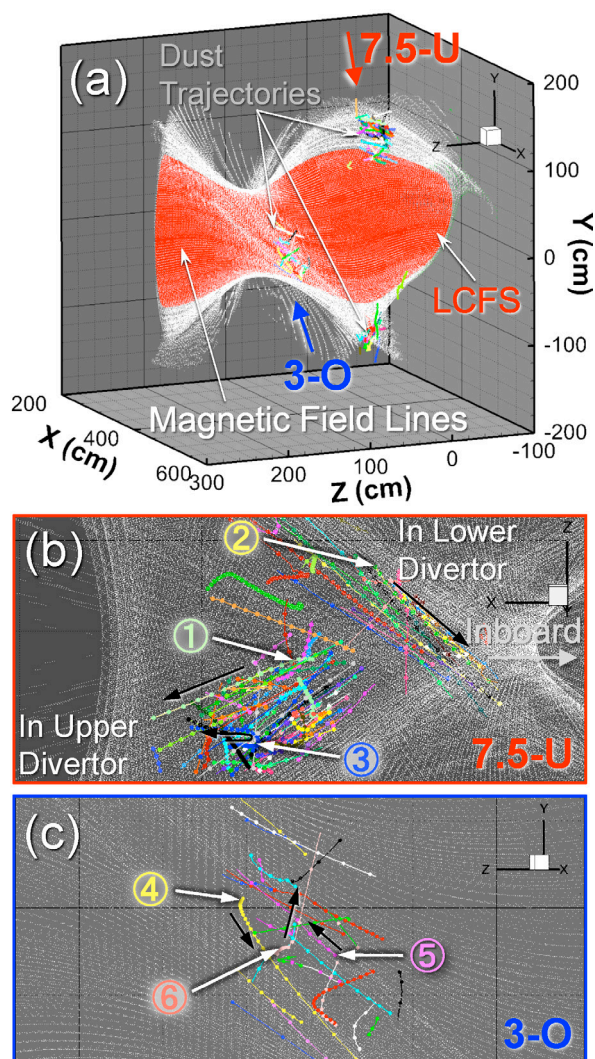 (a)
7.5-U
Dust
Trajectories
Y
Z
X
200
100
0
-100
-200
Y (cm)
LCFS
3-O
Magnetic Field Lines
200
400
600
X (cm)
300
200
100
0
-100
Z (cm)
(b)
②
In Lower
Divertor
Z
X
Inboard
①
In Upper
Divertor
③
7.5-U
(c)
Y
Z
X
④
⑤
⑥
3-O